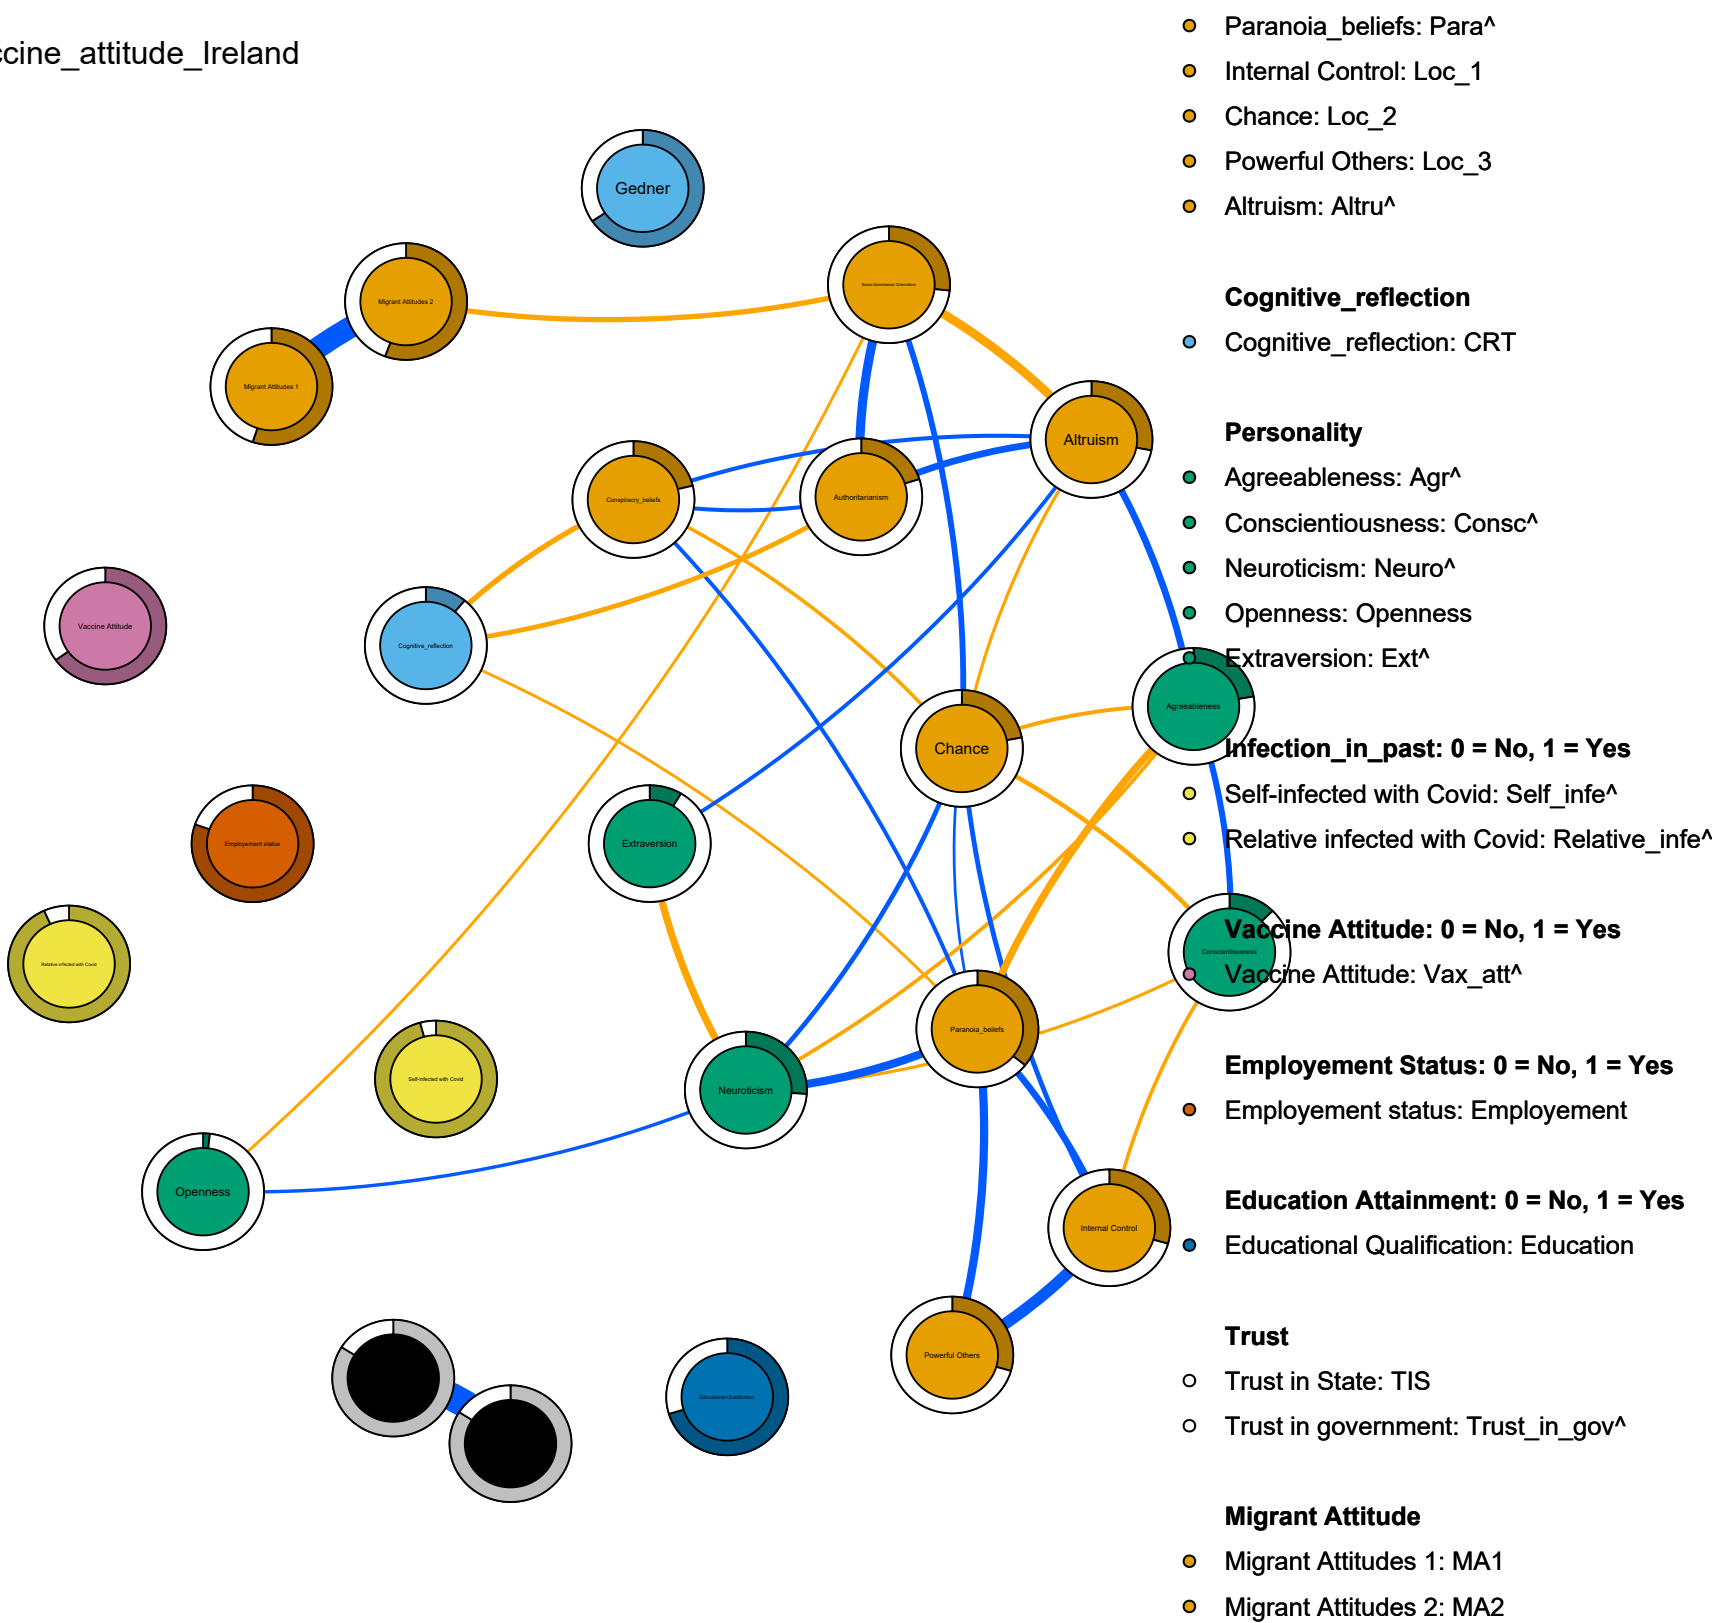 ccine_attitude_Ireland
Gedner
Migrant Attitudes 2
Migrant Attitudes 1
Socio-Dominance Orientation
Altruism
Conspiracry_beliefs
Authoritarianism
Vaccine Attitude
Cognitive_reflection
Agreeableness
Chance
Employement status
Extraversion
Relative infected with Covid
Conscientiousness
Paranoia_beliefs
Self-infected with Covid
Neuroticism
Openness
Internal Control
Powerful Others
Educational Qualification
Paranoia_beliefs: Para^
Internal Control: Loc_1
Chance: Loc_2
Powerful Others: Loc_3
Altruism: Altru^
Cognitive_reflection
Cognitive_reflection: CRT
Personality
Agreeableness: Agr^
Conscientiousness: Consc^
Neuroticism: Neuro^
Openness: Openness
Extraversion: Ext^
Infection_in_past: 0 = No, 1 = Yes
Self-infected with Covid: Self_infe^
Relative infected with Covid: Relative_infe^
Vaccine Attitude: 0 = No, 1 = Yes
Vaccine Attitude: Vax_att^
Employement Status: 0 = No, 1 = Yes
Employement status: Employement
Education Attainment: 0 = No, 1 = Yes
Educational Qualification: Education
Trust
Trust in State: TIS
Trust in government: Trust_in_gov^
Migrant Attitude
Migrant Attitudes 1: MA1
Migrant Attitudes 2: MA2